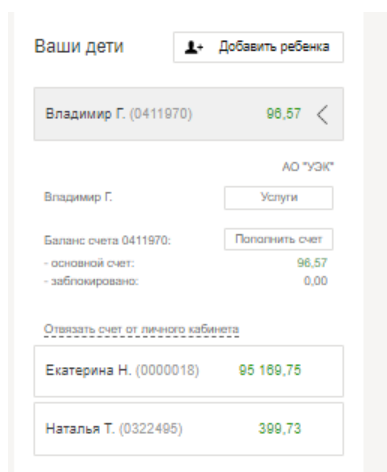 Ваши дети
Добавить ребенка
Владимир Г. (0411970) 96,57
АО "УЭК"
Владимир Г. Услуги
Баланс счета 0411970: Пополнить счет
- основной счет: 96,57
- заблокировано: 0,00
Отвязать счет от личного кабинета
Екатерина Н. (0000018) 95 169,75
Наталья Т. (0322495) 399,73